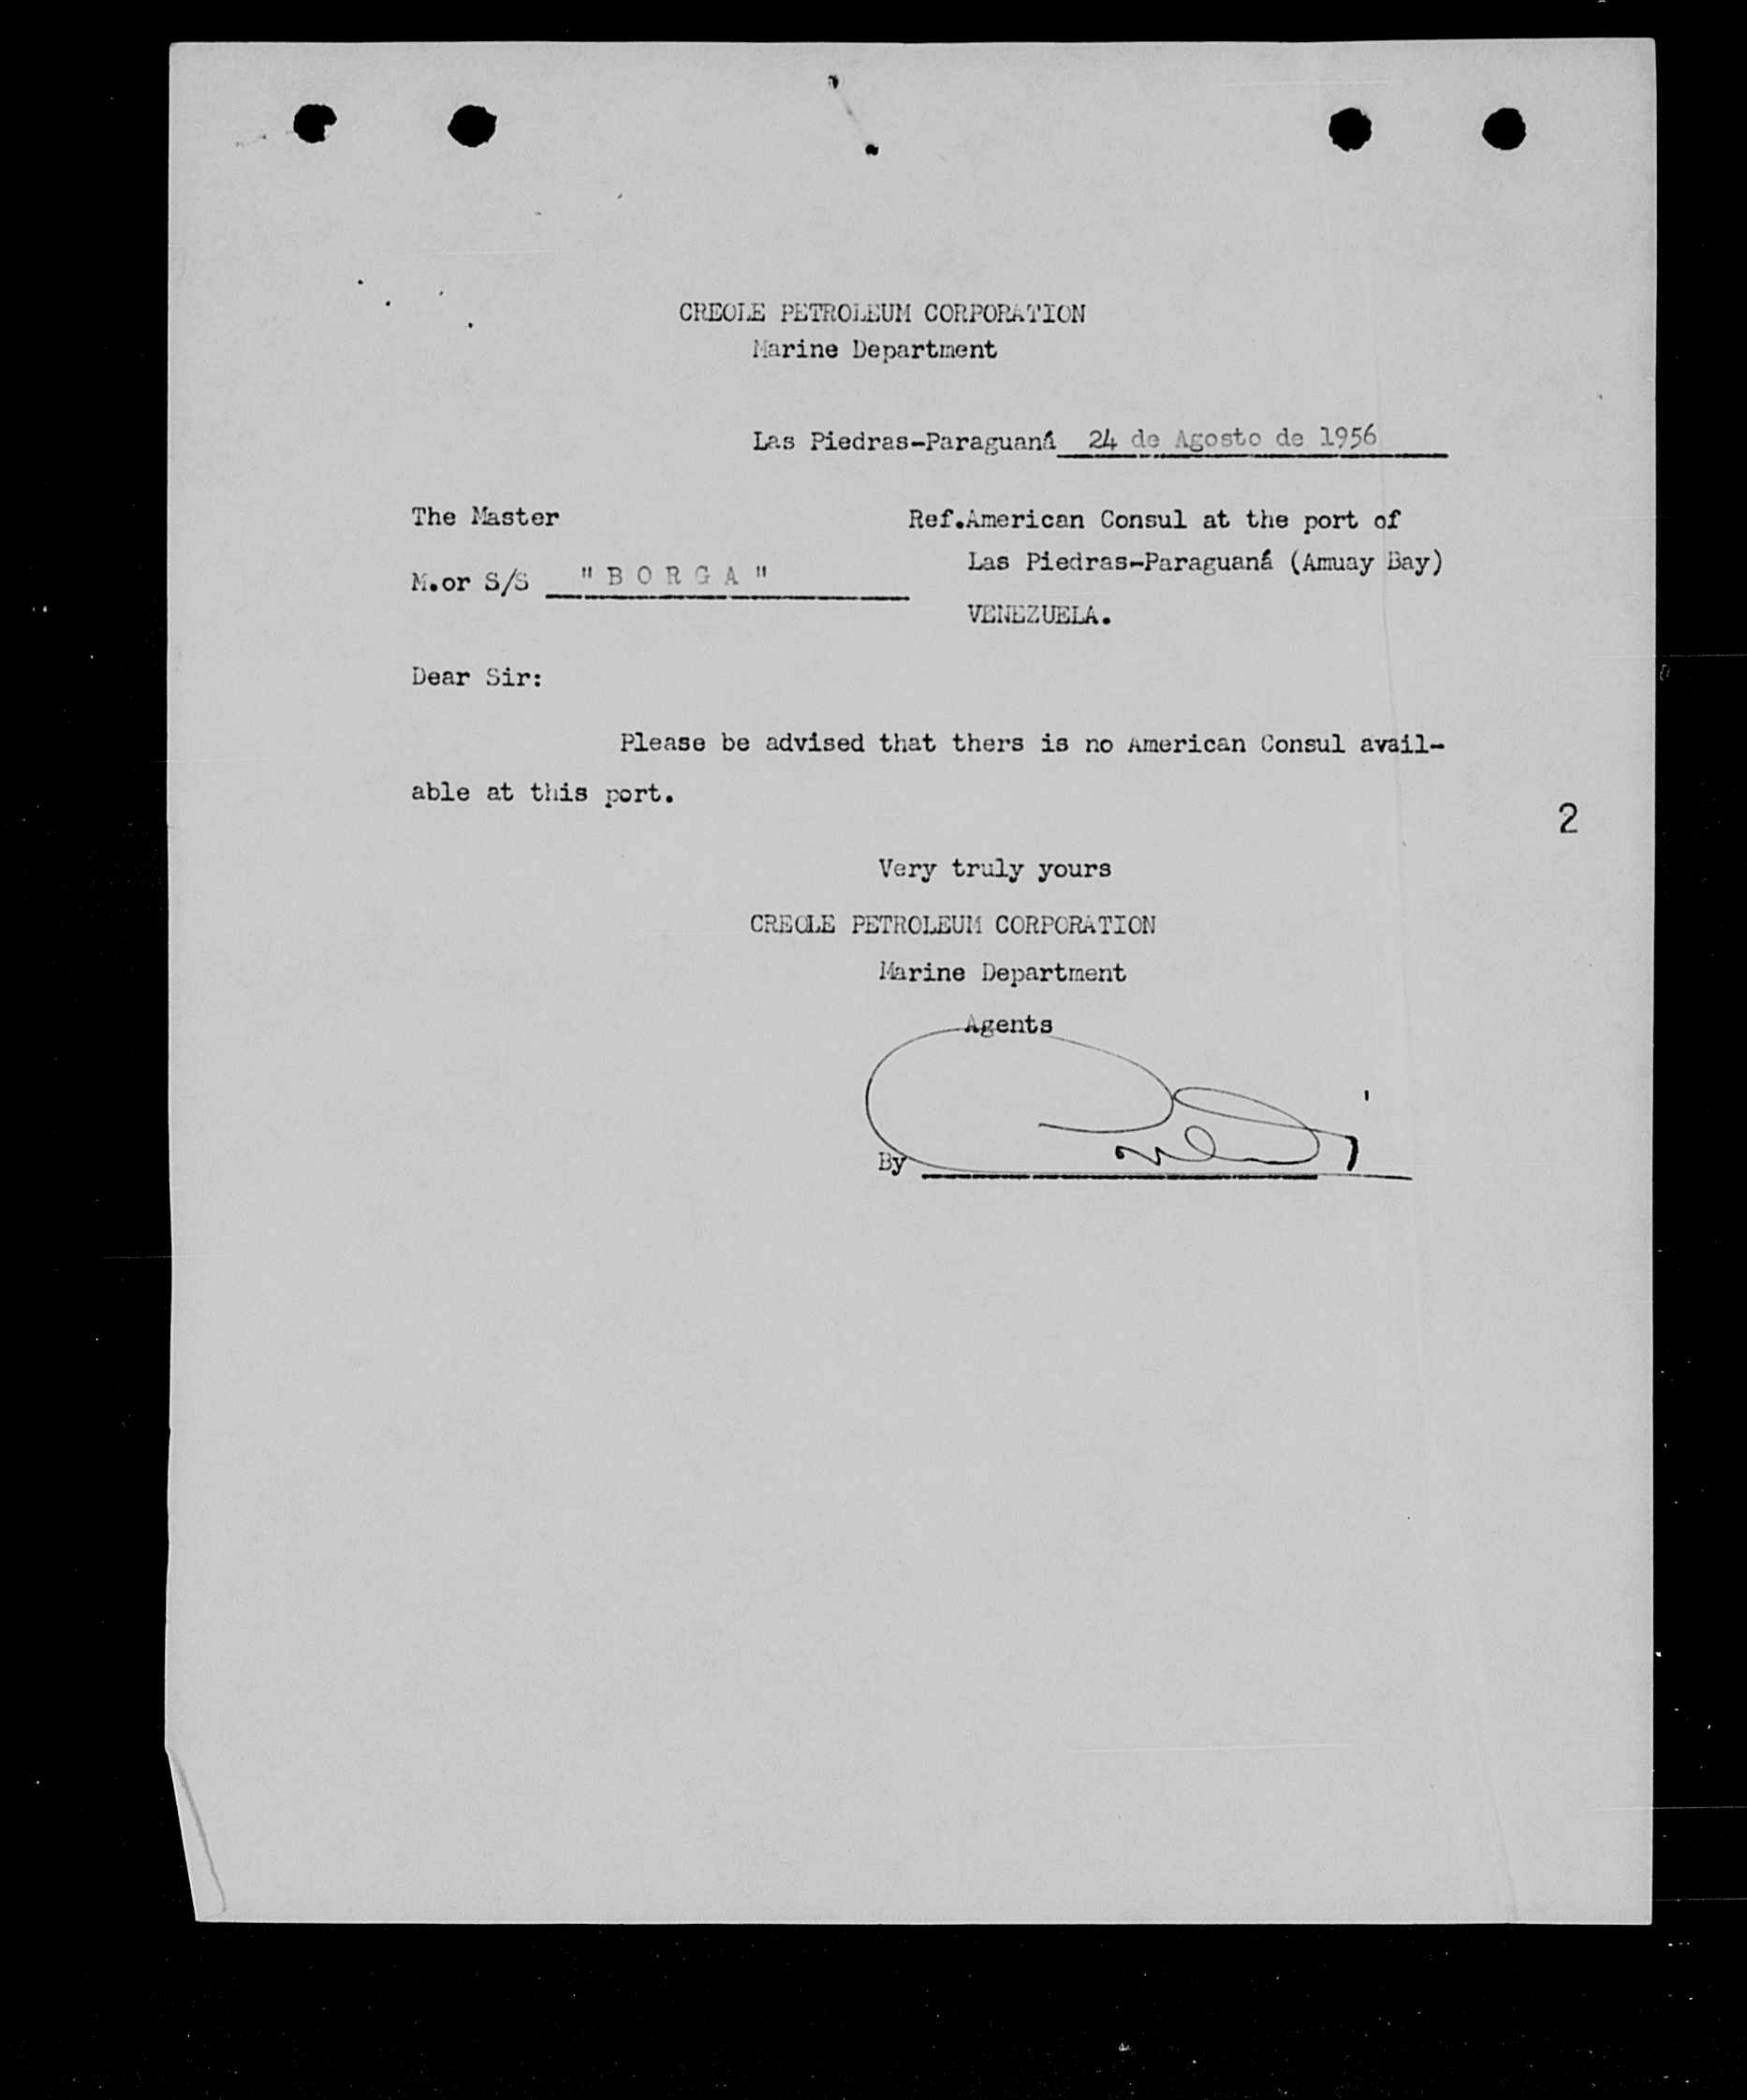 CREOLE PETROLEUM CORPORATION
Marine Department
Las Piedras-Paraguaná 24 de Agosto de 1956
The Master
Ref.American Consul at the port of
Las Piedras-Paraguaná (Amuay Bay)
M.or S/S "BORGA"
VENEZUELA.
Dear Sir:
Please be advised that thers is no American Consul avail-
able at this port.
2
Very truly yours
CREOLE PETROLEUM CORPORATION
Marine Department
Agents
By